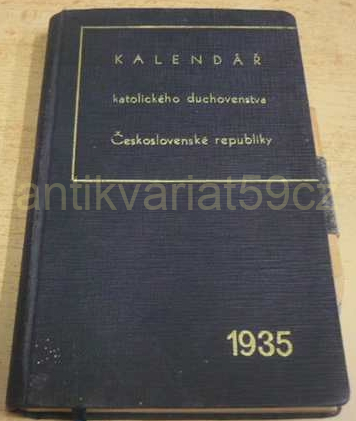 KALENDÁŘ
katolického duchovenstva
Československé republiky
antikvariat59cz
1935